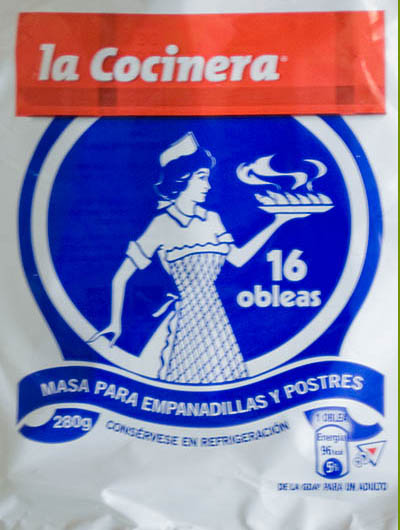 la Cocinera
16
obleas
MASA PARA EMPANADILLAS Y POSTRES
280g
CONSÉRVESE EN REFRIGERACIÓN
1 OBLEA
Energía
96 kcal
5%
DE LA GDA* PARA UN ADULTO